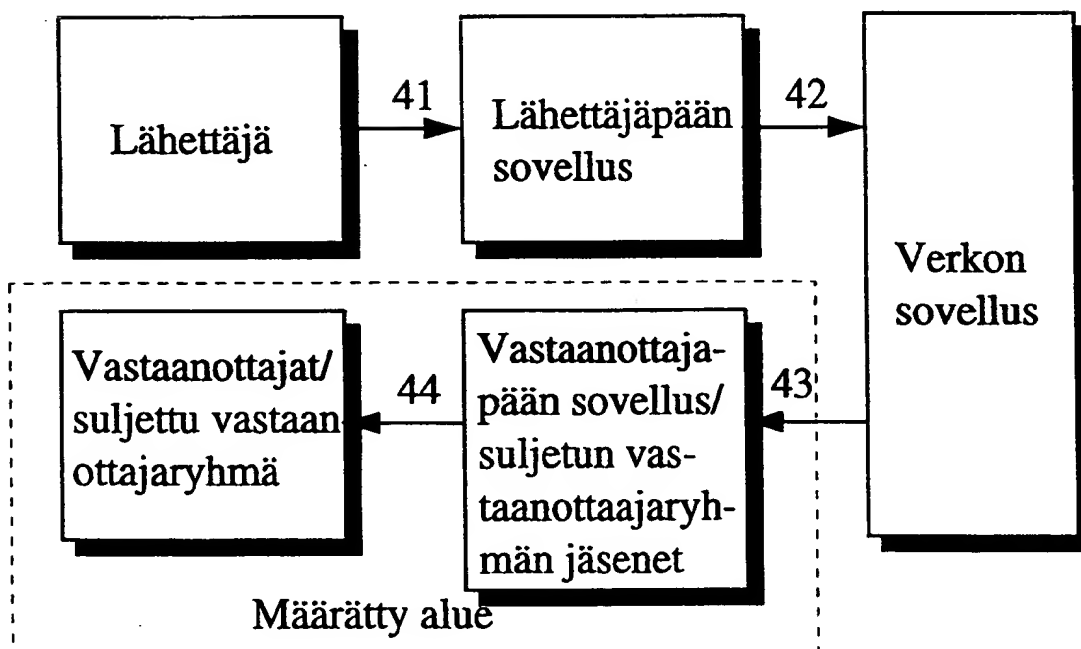 Lähettäjä
41
Lähettäjäpään
sovellus
42
Verkon
sovellus
43
Vastaanottaja-
pään sovellus/
suljetun vas-
taanottaajaryh-
män jäsenet
44
Vastaanottajat/
suljettu vastaan
ottajaryhmä
Määrätty alue